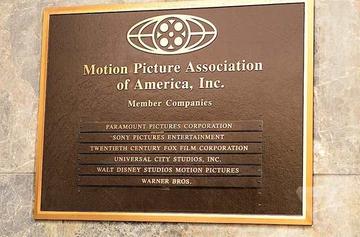 Motion Picture Association
of America, Inc.
Member Companies
PARAMOUNT PICTURES CORPORATION
SONY PICTURES ENTERTAINMENT
TWENTIETH CENTURY FOX FILM CORPORATION
UNIVERSAL CITY STUDIOS, INC.
WALT DISNEY STUDIOS MOTION PICTURES
WARNER BROS.